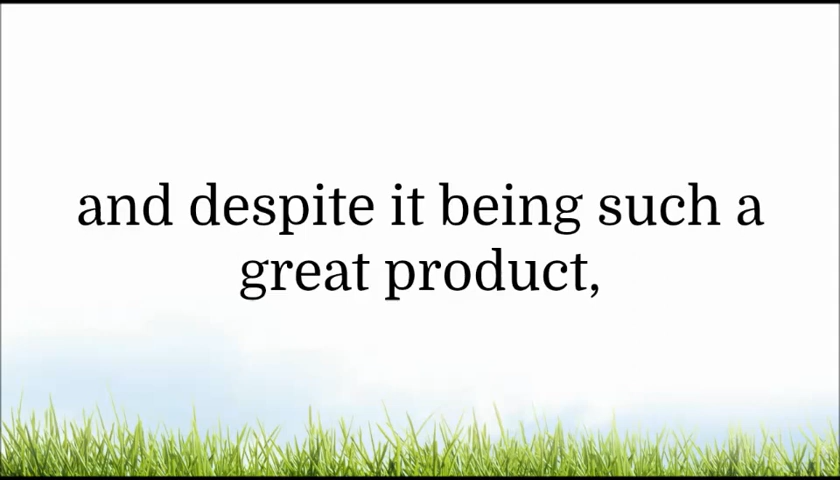 and despite it being such a
great product,